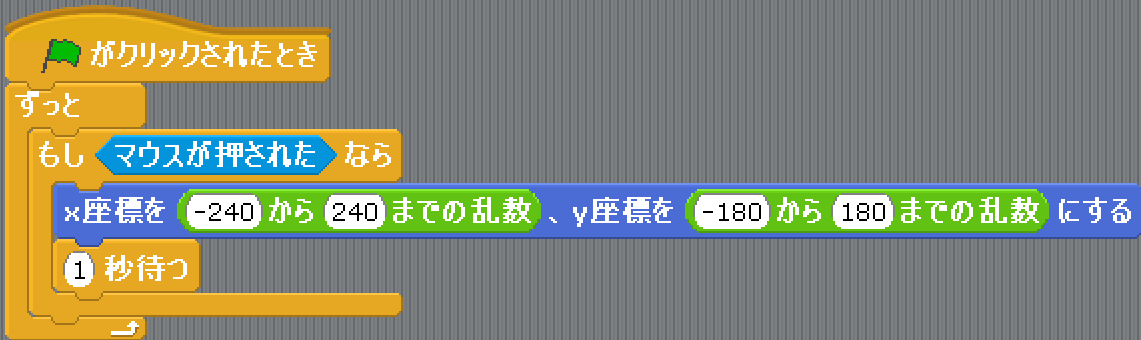 がクリックされたとき
ずっと
もし マウスが押された なら
x座標を -240 から 240 までの乱数 、y座標を -180 から 180 までの乱数 にする
1 秒待つ